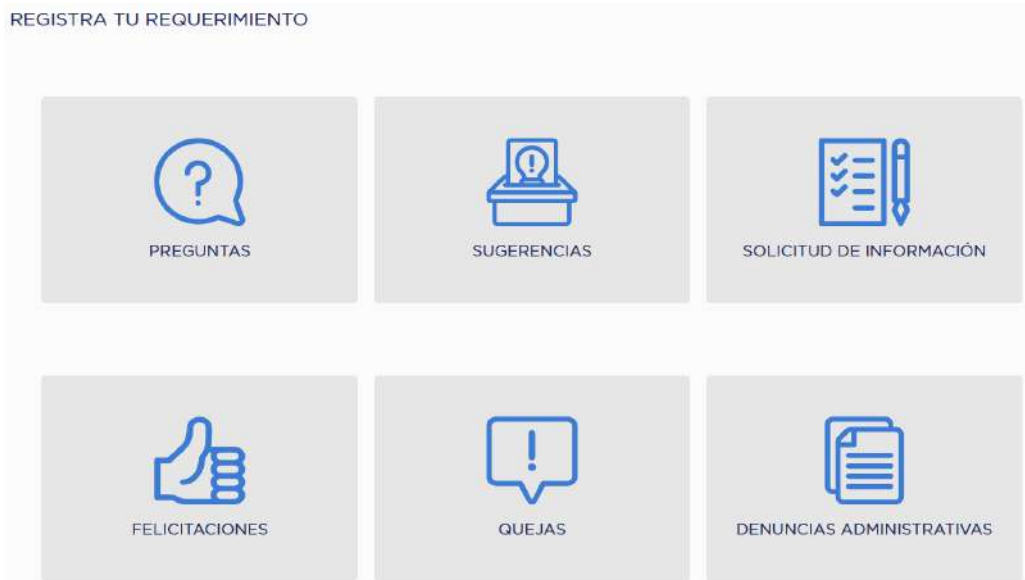 REGISTRA TU REQUERIMIENTO
PREGUNTAS
SUGERENCIAS
SOLICITUD DE INFORMACIÓN
FELICITACIONES
QUEJAS
DENUNCIAS ADMINISTRATIVAS